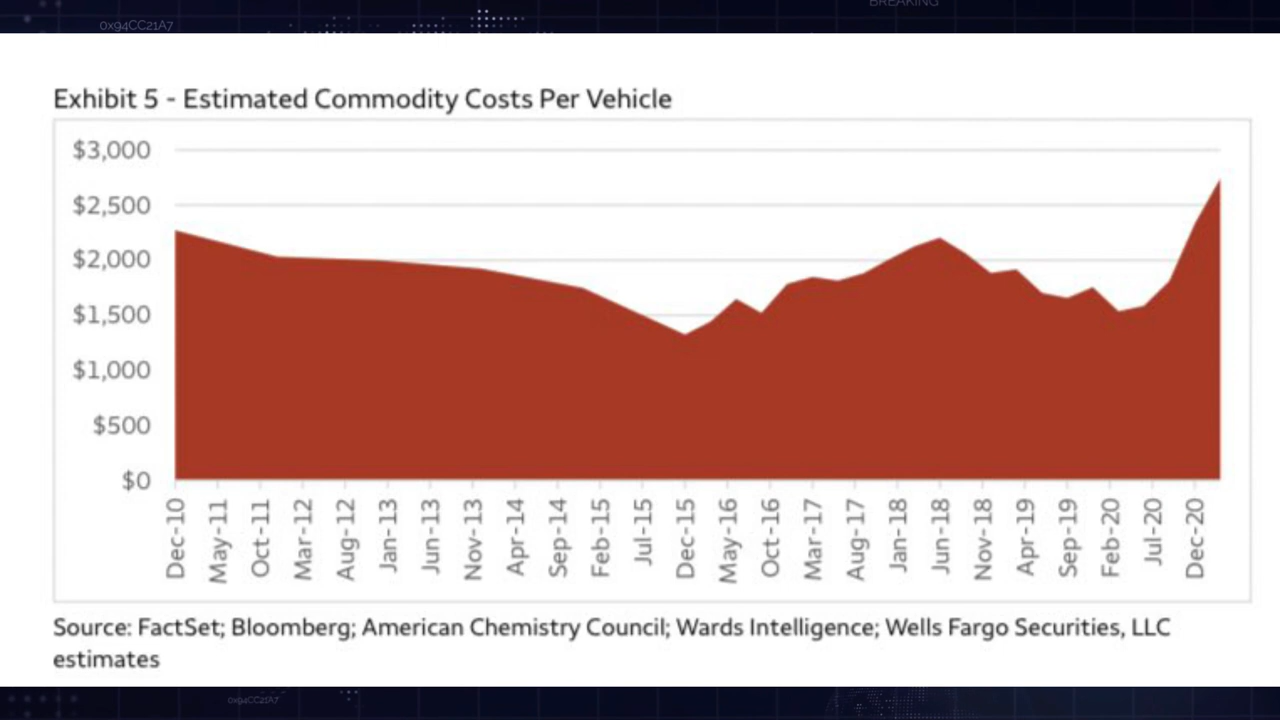 BREAKING
0x94CC21A7
Exhibit 5 - Estimated Commodity Costs Per Vehicle
$3,000
$2,500
$2,000
$1,500
$1,000
$500
$0
Dec-10
May-11
Oct-11
Mar-12
Aug-12
Jan-13
Jun-13
Nov-13
Apr-14
Sep-14
Feb-15
Jul-15
Dec-15
May-16
Oct-16
Mar-17
Aug-17
Jan-18
Jun-18
Nov-18
Apr-19
Sep-19
Feb-20
Jul-20
Dec-20
Source: FactSet; Bloomberg; American Chemistry Council; Wards Intelligence; Wells Fargo Securities, LLC
estimates
0x94CC21A7